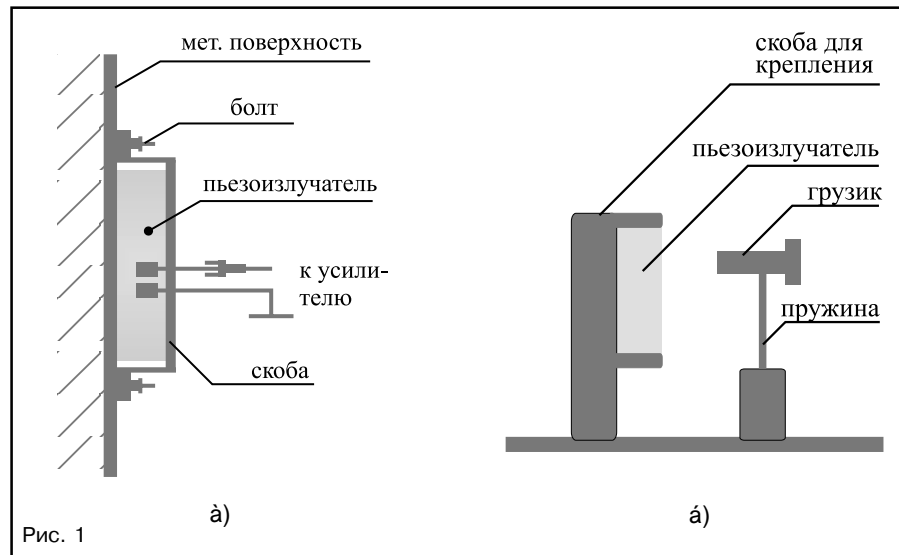 мет. поверхность
болт
пьезоизлучатель
к усили-
телю
скоба
à)
Рис. 1
скоба для
крепления
пьезоизлучатель
грузик
пружина
á)